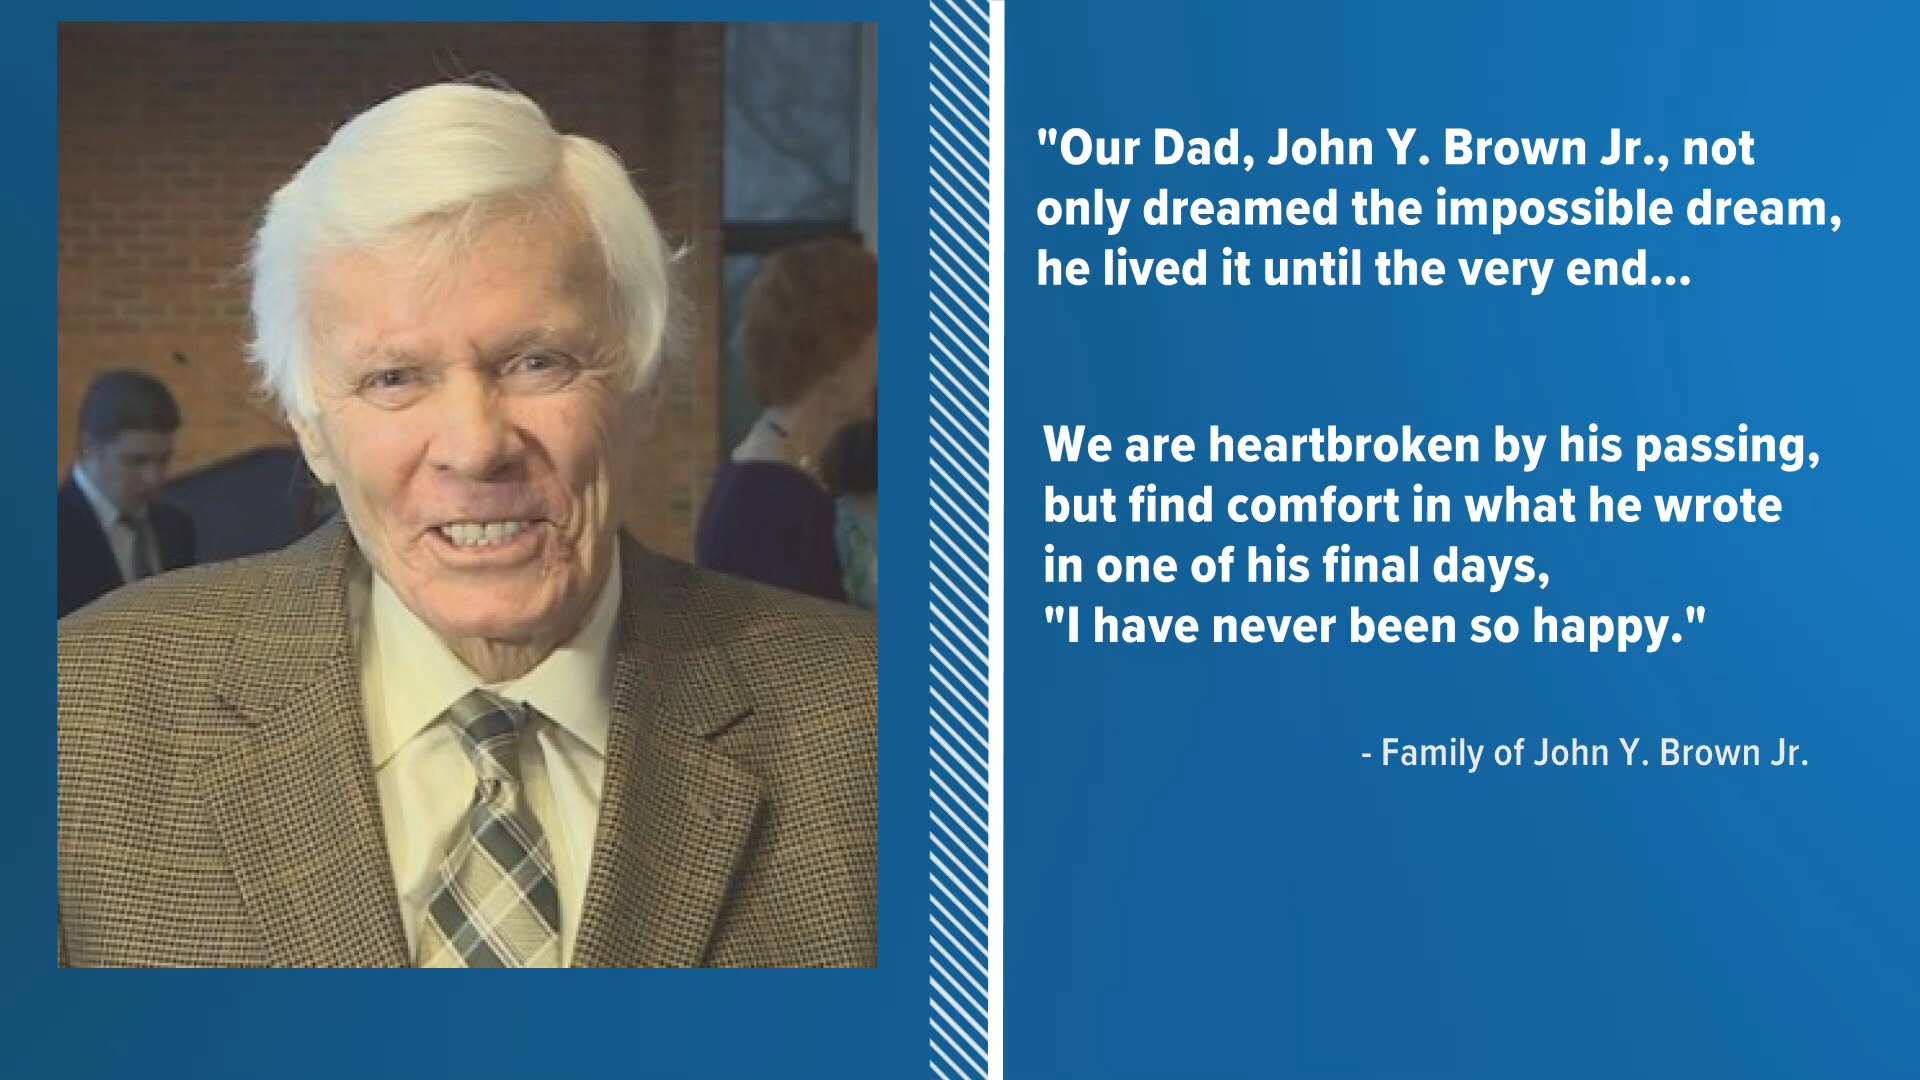 "Our Dad, John Y. Brown Jr., not
only dreamed the impossible dream,
he lived it until the very end...
We are heartbroken by his passing,
but find comfort in what he wrote
in one of his final days,
"I have never been so happy."
- Family of John Y. Brown Jr.